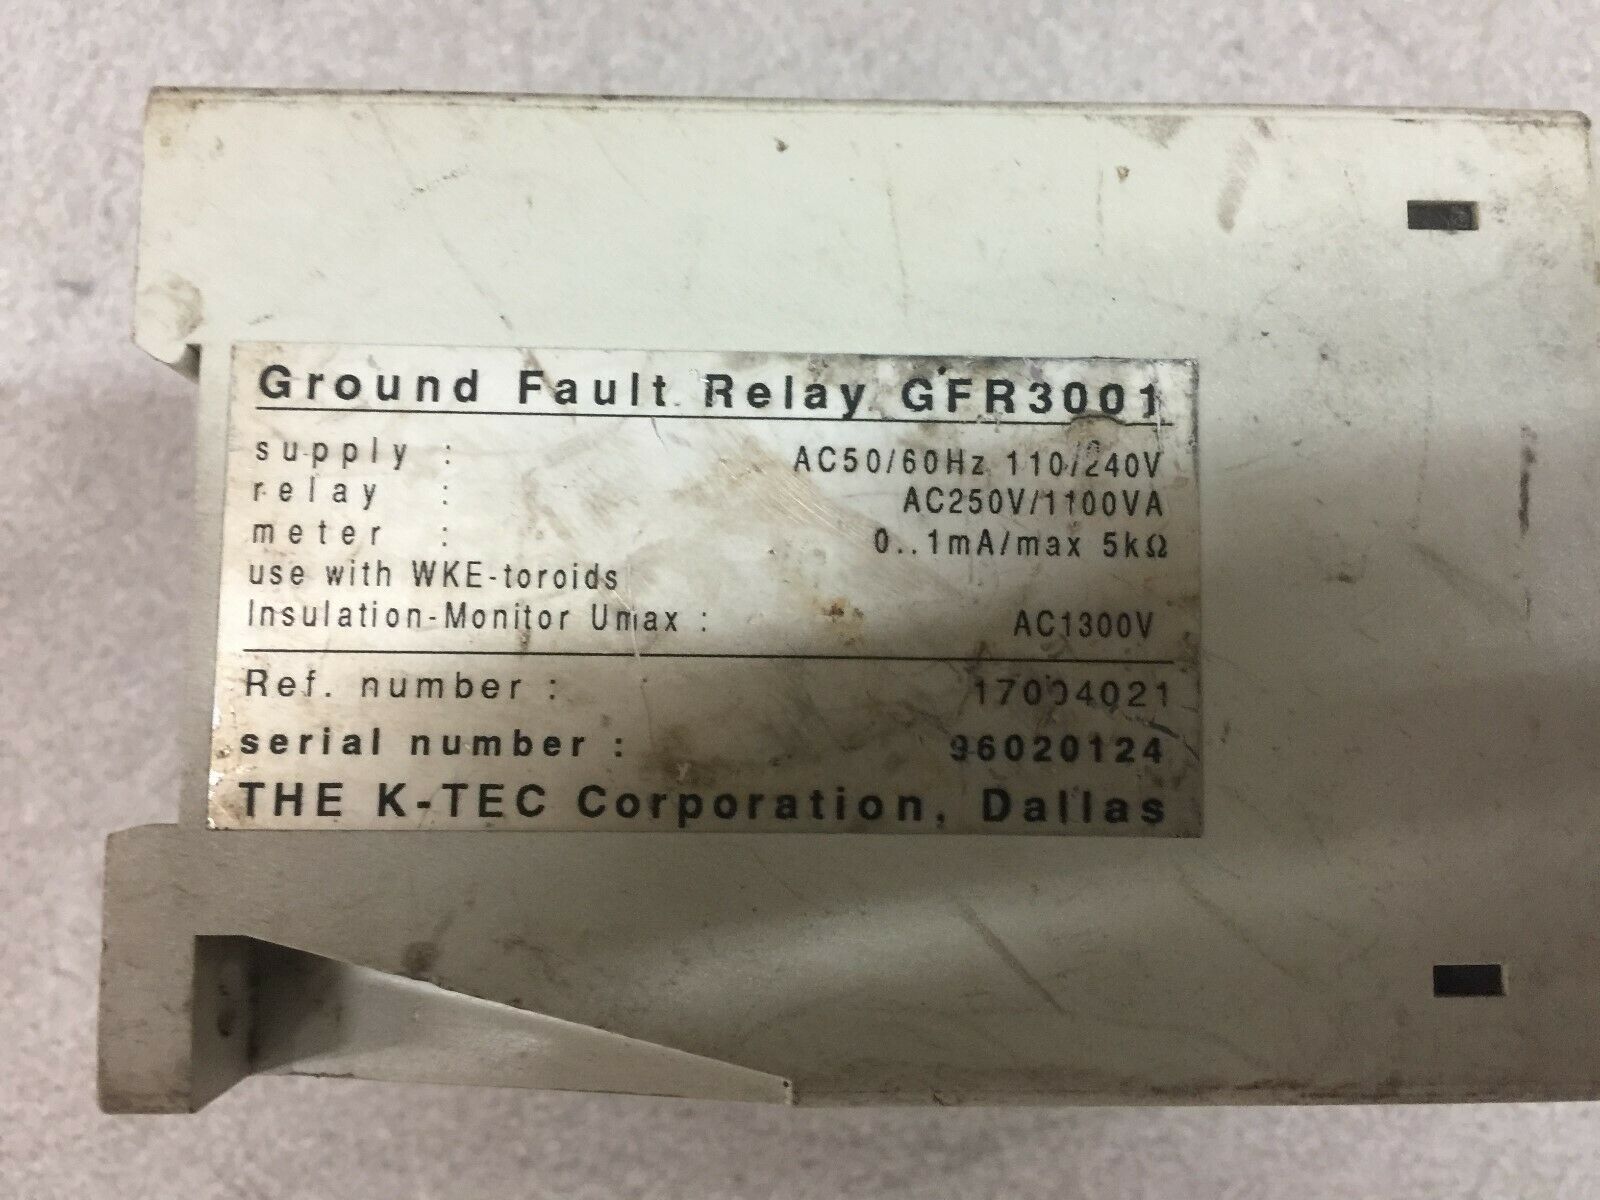 Ground Fault Relay GFR3001
supply : AC50/60Hz 110/240V
relay : AC250V/1100VA
meter : 0..1mA/max 5kΩ
use with WKE-toroids
Insulation-Monitor Umax : AC1300V
Ref. number : 17004021
serial number : 96020124
THE K-TEC Corporation, Dallas